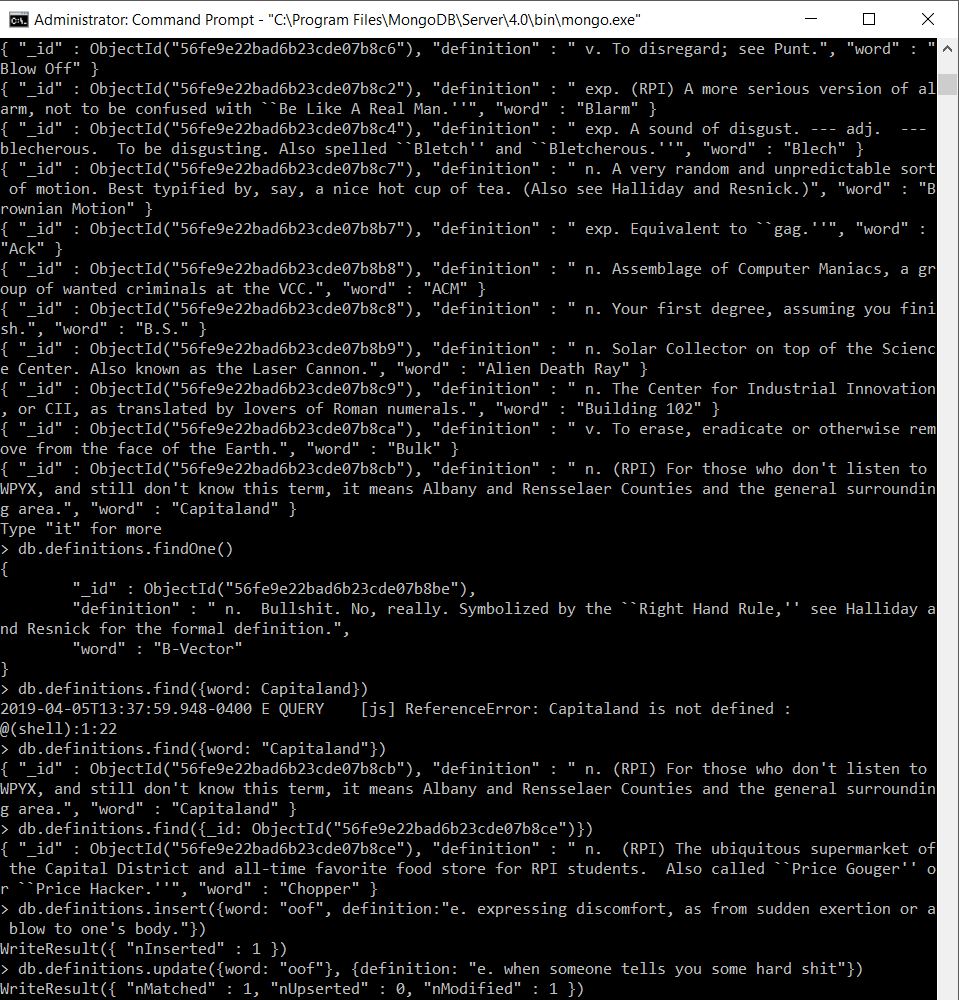 Administrator: Command Prompt - "C:\Program Files\MongoDB\Server\4.0\bin\mongo.exe"
{ "_id" : ObjectId("56fe9e22bad6b23cde07b8c6"), "definition" : " v. To disregard; see Punt.", "word" : "
Blow Off" }
{ "_id" : ObjectId("56fe9e22bad6b23cde07b8c2"), "definition" : " exp. (RPI) A more serious version of al
arm, not to be confused with ``Be Like A Real Man.''", "word" : "Blarm" }
{ "_id" : ObjectId("56fe9e22bad6b23cde07b8c4"), "definition" : " exp. A sound of disgust. --- adj.  ---
blecherous.  To be disgusting. Also spelled ``Bletch'' and ``Bletcherous.''", "word" : "Blech" }
{ "_id" : ObjectId("56fe9e22bad6b23cde07b8c7"), "definition" : " n. A very random and unpredictable sort
 of motion. Best typified by, say, a nice hot cup of tea. (Also see Halliday and Resnick.)", "word" : "B
rownian Motion" }
{ "_id" : ObjectId("56fe9e22bad6b23cde07b8b7"), "definition" : " exp. Equivalent to ``gag.''", "word" :
"Ack" }
{ "_id" : ObjectId("56fe9e22bad6b23cde07b8b8"), "definition" : " n. Assemblage of Computer Maniacs, a gr
oup of wanted criminals at the VCC.", "word" : "ACM" }
{ "_id" : ObjectId("56fe9e22bad6b23cde07b8c8"), "definition" : " n. Your first degree, assuming you fini
sh.", "word" : "B.S." }
{ "_id" : ObjectId("56fe9e22bad6b23cde07b8b9"), "definition" : " n. Solar Collector on top of the Scienc
e Center. Also known as the Laser Cannon.", "word" : "Alien Death Ray" }
{ "_id" : ObjectId("56fe9e22bad6b23cde07b8c9"), "definition" : " n. The Center for Industrial Innovation
, or CII, as translated by lovers of Roman numerals.", "word" : "Building 102" }
{ "_id" : ObjectId("56fe9e22bad6b23cde07b8ca"), "definition" : " v. To erase, eradicate or otherwise rem
ove from the face of the Earth.", "word" : "Bulk" }
{ "_id" : ObjectId("56fe9e22bad6b23cde07b8cb"), "definition" : " n. (RPI) For those who don't listen to
WPYX, and still don't know this term, it means Albany and Rensselaer Counties and the general surroundin
g area.", "word" : "Capitaland" }
Type "it" for more
> db.definitions.findOne()
{
        "_id" : ObjectId("56fe9e22bad6b23cde07b8be"),
        "definition" : " n.  Bullshit. No, really. Symbolized by the ``Right Hand Rule,'' see Halliday a
nd Resnick for the formal definition.",
        "word" : "B-Vector"
}
> db.definitions.find({word: Capitaland})
2019-04-05T13:37:59.948-0400 E QUERY    [js] ReferenceError: Capitaland is not defined :
@(shell):1:22
> db.definitions.find({word: "Capitaland"})
{ "_id" : ObjectId("56fe9e22bad6b23cde07b8cb"), "definition" : " n. (RPI) For those who don't listen to
WPYX, and still don't know this term, it means Albany and Rensselaer Counties and the general surroundin
g area.", "word" : "Capitaland" }
> db.definitions.find({_id: ObjectId("56fe9e22bad6b23cde07b8ce")})
{ "_id" : ObjectId("56fe9e22bad6b23cde07b8ce"), "definition" : " n.  (RPI) The ubiquitous supermarket of
 the Capital District and all-time favorite food store for RPI students.  Also called ``Price Gouger'' o
r ``Price Hacker.''", "word" : "Chopper" }
> db.definitions.insert({word: "oof", definition:"e. expressing discomfort, as from sudden exertion or a
 blow to one's body."})
WriteResult({ "nInserted" : 1 })
> db.definitions.update({word: "oof"}, {definition: "e. when someone tells you some hard shit"})
WriteResult({ "nMatched" : 1, "nUpserted" : 0, "nModified" : 1 })